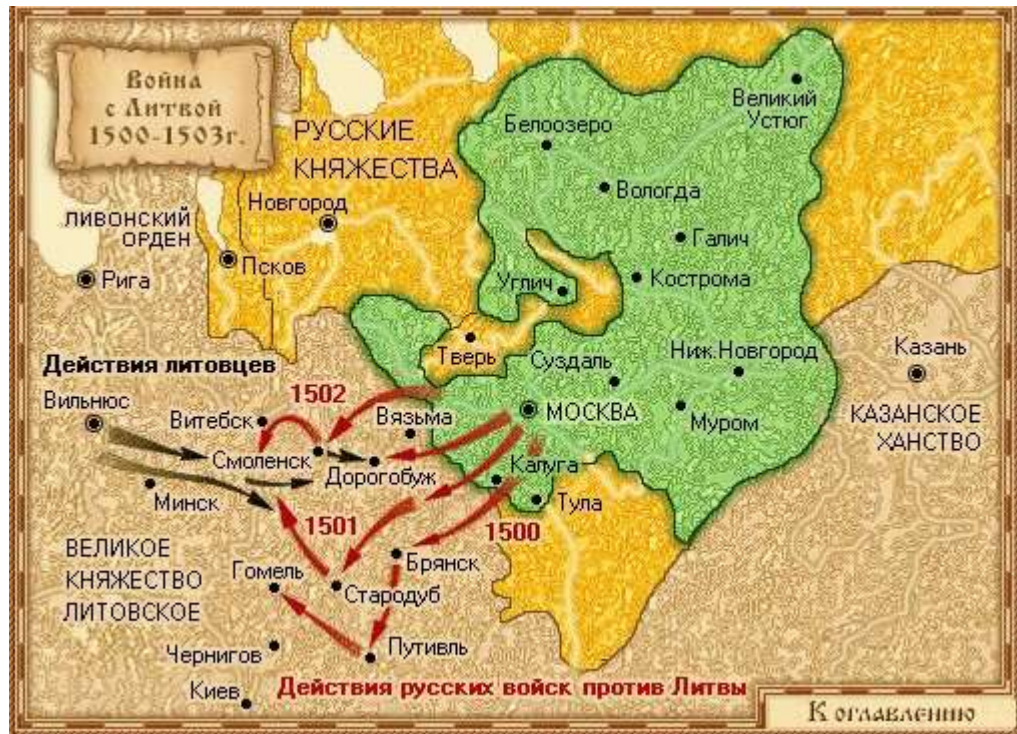 Война
с Литвой
1500-1503г.
РУССКИЕ
КНЯЖЕСТВА
Великий
Устюг
Белоозеро
Вологда
Новгород
ЛИВОНСКИЙ
ОРДЕН
Галич
Псков
Рига
Углич
Кострома
Тверь
Суздаль
Ниж.Новгород
Казань
Действия литовцев
Вильнюс
1502
Витебск
Вязьма
МОСКВА
Муром
КАЗАНСКОЕ
ХАНСТВО
Смоленск
Дорогобуж
Калуга
Минск
Тула
1501
1500
ВЕЛИКОЕ
КНЯЖЕСТВО
ЛИТОВСКОЕ
Брянск
Гомель
Стародуб
Чернигов
Путивль
Киев
Действия русских войск против Литвы
К оглавлению